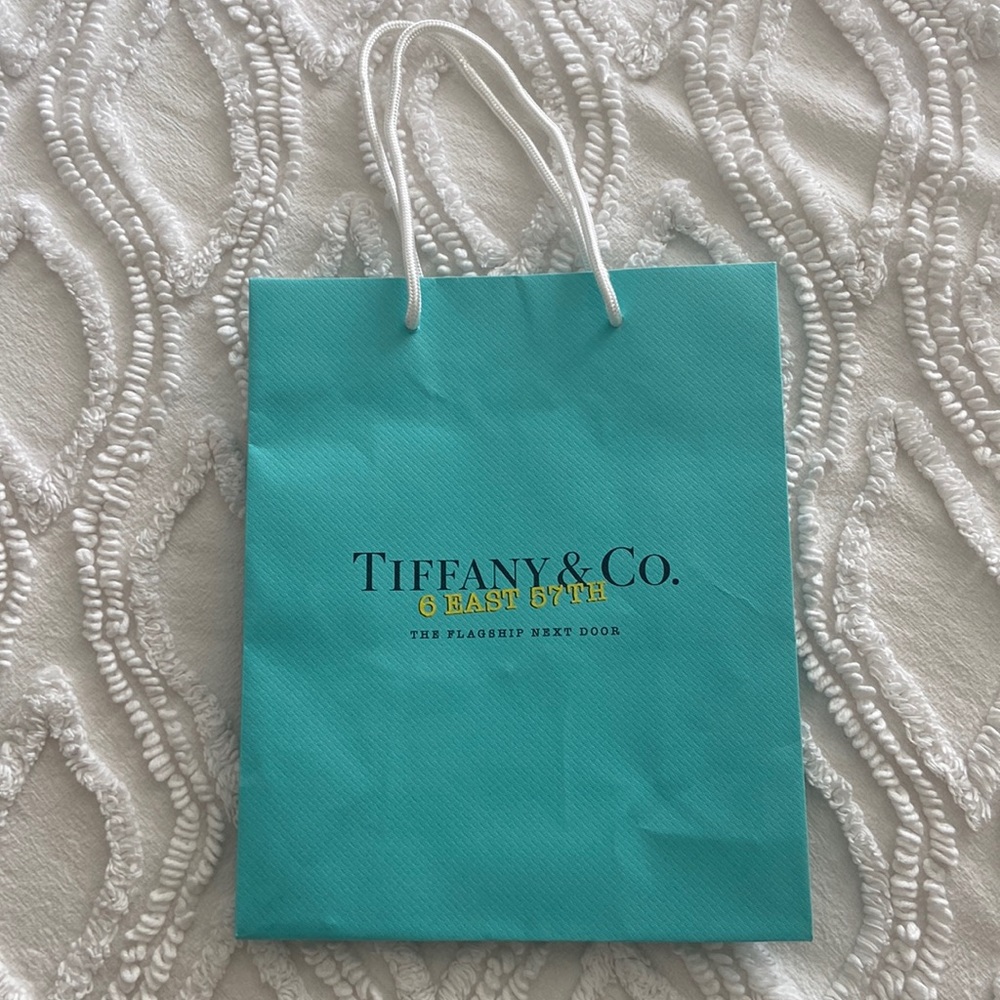 TIFFANY & CO.
6 EAST 57TH
THE FLAGSHIP NEXT DOOR